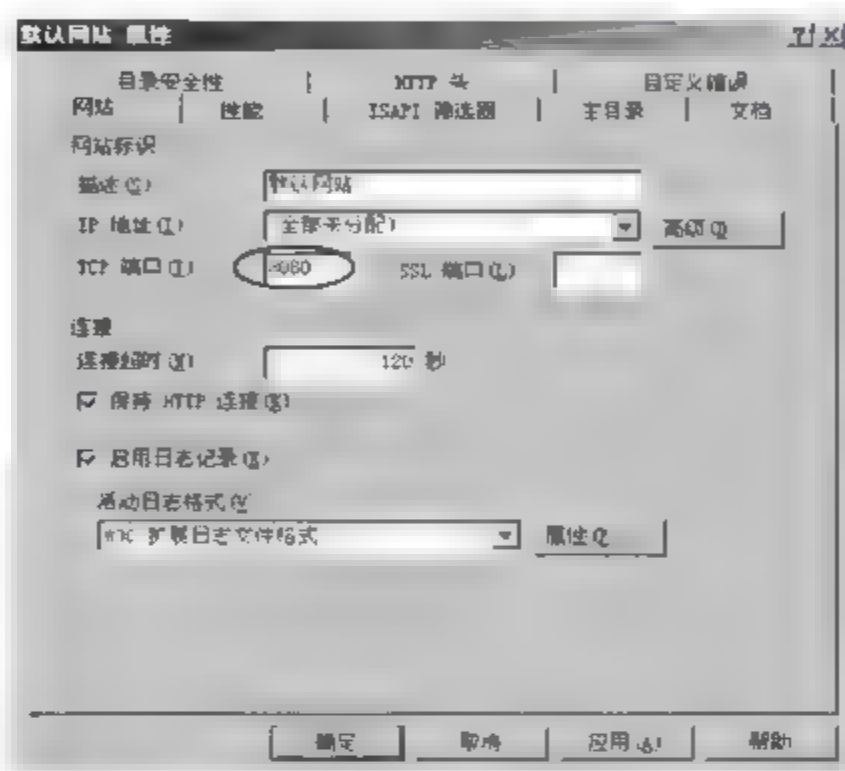 默认网站 属性 ? ×
目录安全性 HTTP 头 自定义错误
网站 性能 ISAPI 筛选器 主目录 文档
网站标识
描述(S) 默认网站
IP 地址(I) (全部未分配) 高级(D)
TCP 端口(T) 8080 SSL 端口(L)
连接
连接超时(N) 120 秒
保持 HTTP 连接(K)
启用日志记录(E)
活动日志格式(V)
W3C 扩展日志文件格式 属性(P)
确定 取消 应用(A) 帮助